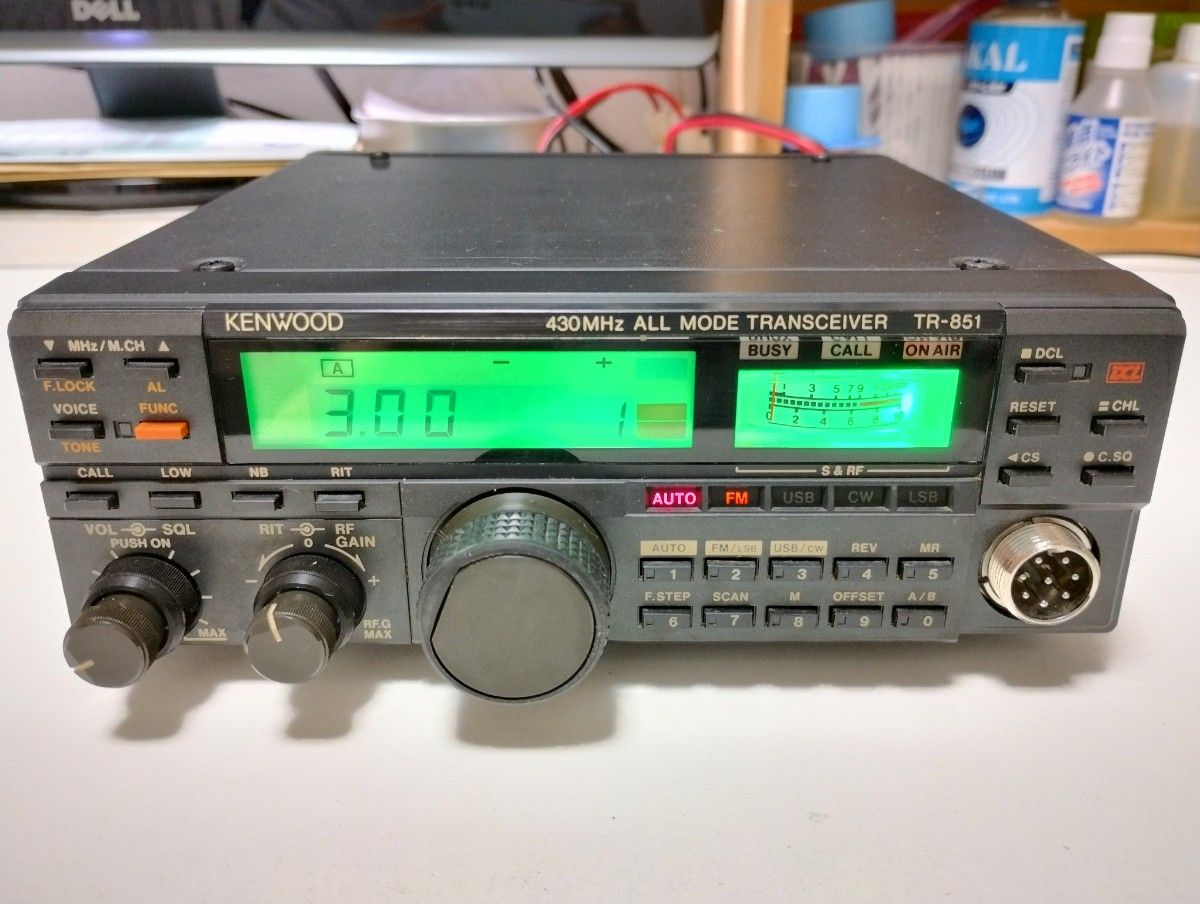 DELL
KAL
KENWOOD 430MHz ALL MODE TRANSCEIVER TR-851
▼ MHz/M.CH ▲
F.LOCK AL
VOICE FUNC
TONE
A - +
3.00 1
BUSY CALL ON AIR
1 3 5 7 9
0 2 4 6 8 10
S & RF
■ DCL
RESET CHL
◀ CS ● C.SQ
CALL LOW NB RIT
AUTO FM USB CW LSB
VOL SQL
PUSH ON
MAX
RIT RF
0 GAIN
- +
RF.G
MAX
AUTO FM/LSB USB/CW REV MR
1 2 3 4 5
F.STEP SCAN M OFFSET A/B
6 7 8 9 0